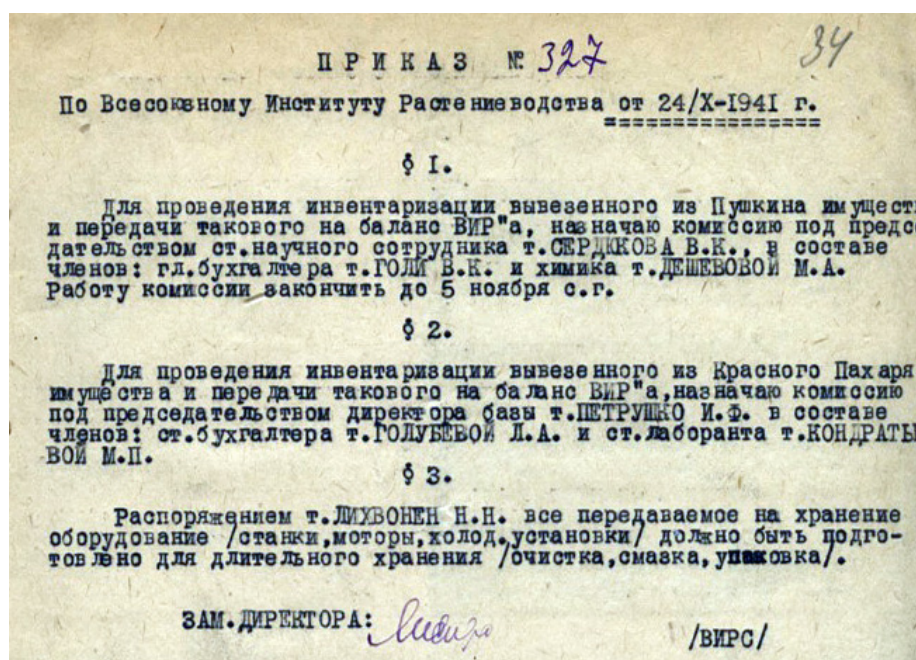 34
ПРИКАЗ № 327
По Всесоюзному Институту Растениеводства от 24/X-1941 г.
§ 1.
Для проведения инвентаризации вывезенного из Пушкина имущест
и передачи такового на баланс ВИР"а, назначаю комиссию под предсе
дательством ст.научного сотрудника т.СЕРДЮКОВА В.К., в составе
членов: гл.бухгалтера т.ГОЛИ В.К. и химика т.ДЕШЕВОВОЙ М.А.
Работу комиссии закончить до 5 ноября с.г.
§ 2.
Для проведения инвентаризации вывезенного из Красного Пахаря
имущества и передачи такового на баланс ВИР"а,назначаю комиссию
под председательством директора базы т.ПЕТРУШКО И.Ф. в составе
членов: ст.бухгалтера т.ГОЛУБЕВОЙ Л.А. и ст.лаборанта т.КОНДРАТЬ
ВОЙ М.П.
§ 3.
Распоряжением т.ЛИХВОНЕН Н.Н. все передаваемое на хранение
оборудование /станки,моторы,холод.установки/ должно быть подго-
товлено для длительного хранения /очистка,смазка,упаковка/.
ЗАМ.ДИРЕКТОРА:
/ВИРС/